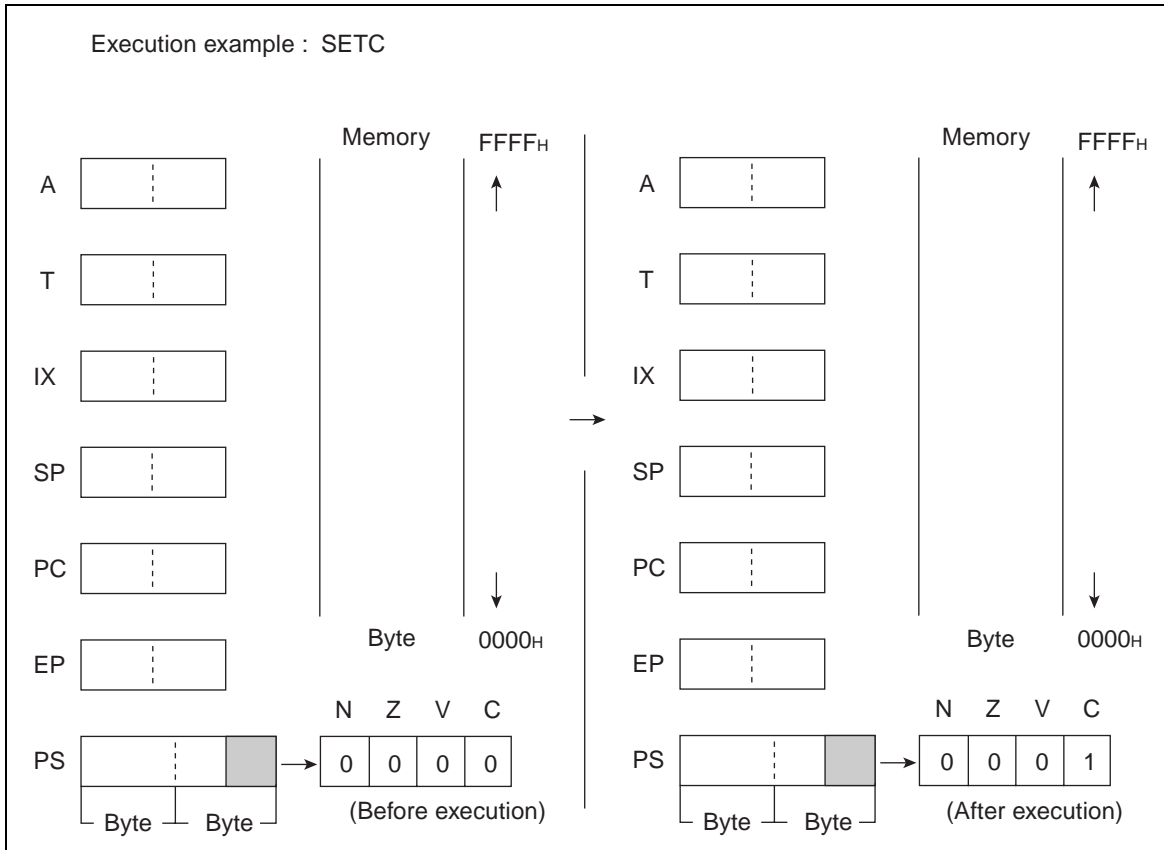 Execution example : SETC
Memory FFFFH
A
T
IX
SP
PC
EP
Byte 0000H
N Z V C
PS 0 0 0 0
Byte Byte (Before execution)
Memory FFFFH
A
T
IX
SP
PC
EP
Byte 0000H
N Z V C
PS 0 0 0 1
Byte Byte (After execution)